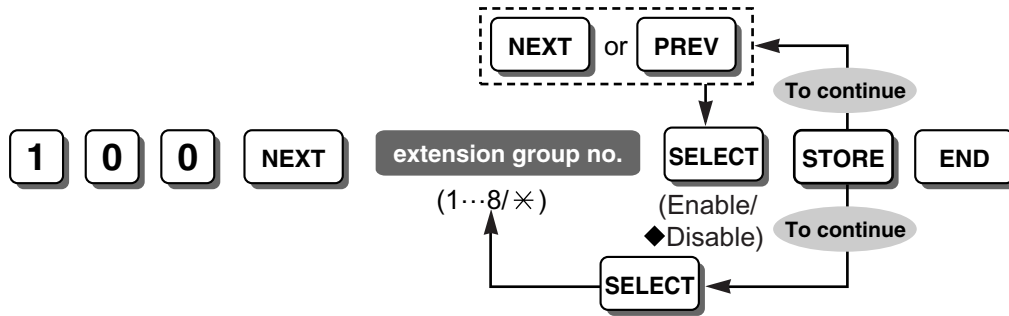 NEXT or PREV
To continue
1 0 0 NEXT extension group no. SELECT STORE END
(1···8/✳) (Enable/
◆Disable)
To continue
SELECT